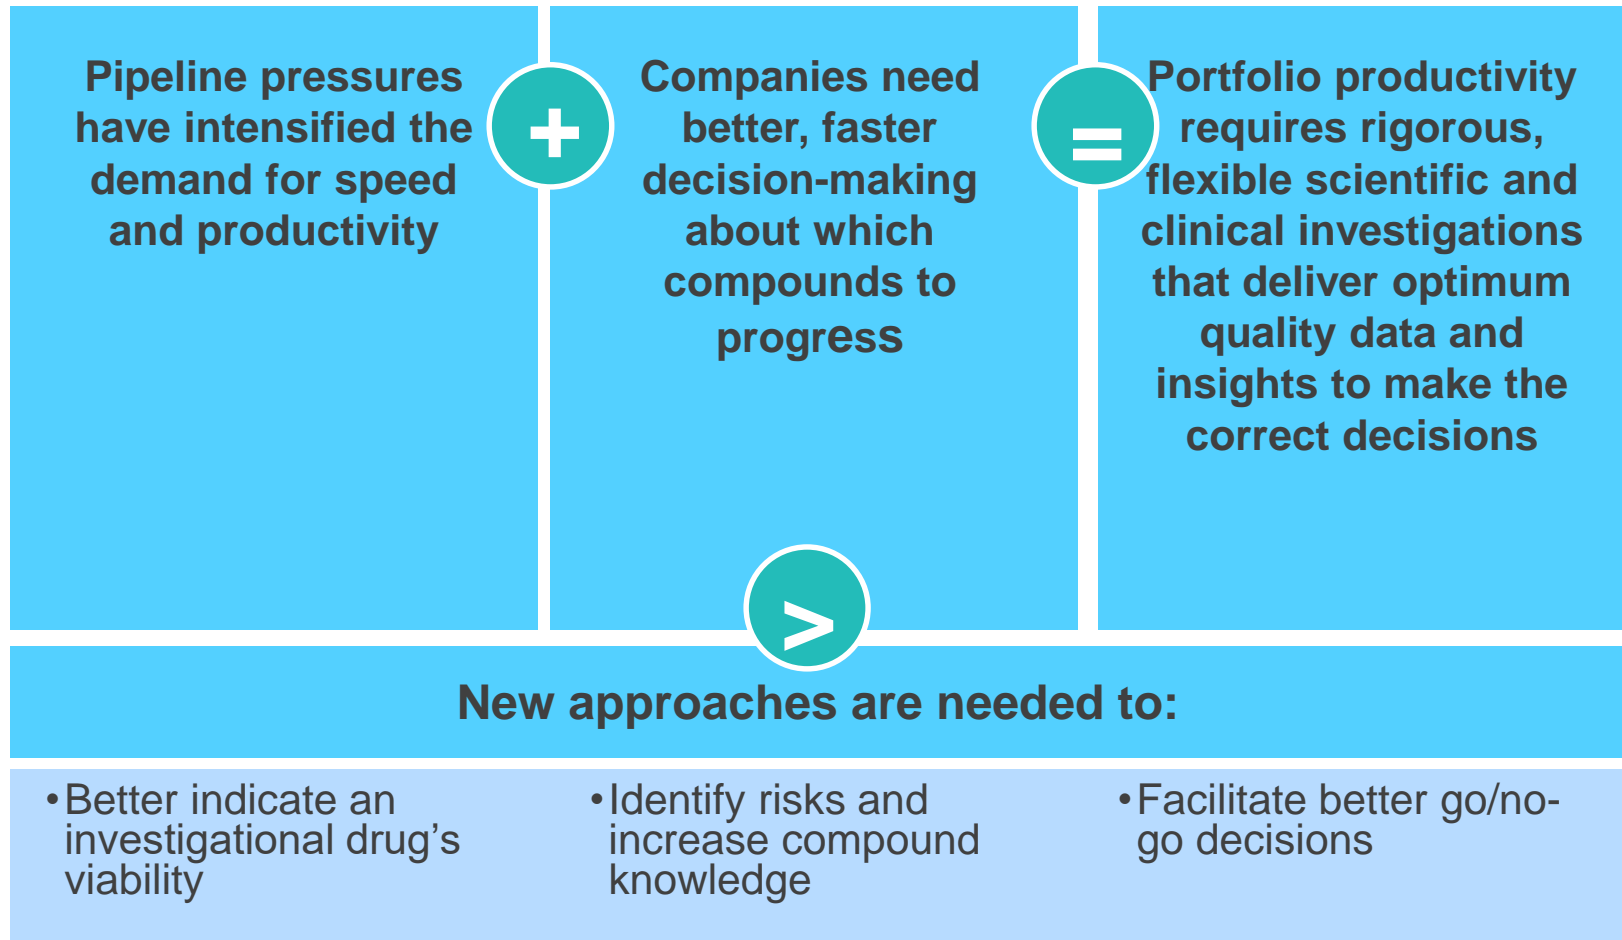 Pipeline pressures
have intensified the
demand for speed
and productivity
+
Companies need
better, faster
decision-making
about which
compounds to
progress
=
Portfolio productivity
requires rigorous,
flexible scientific and
clinical investigations
that deliver optimum
quality data and
insights to make the
correct decisions
>
New approaches are needed to:
•Better indicate an
investigational drug’s
viability
•Identify risks and
increase compound
knowledge
•Facilitate better go/no-
go decisions